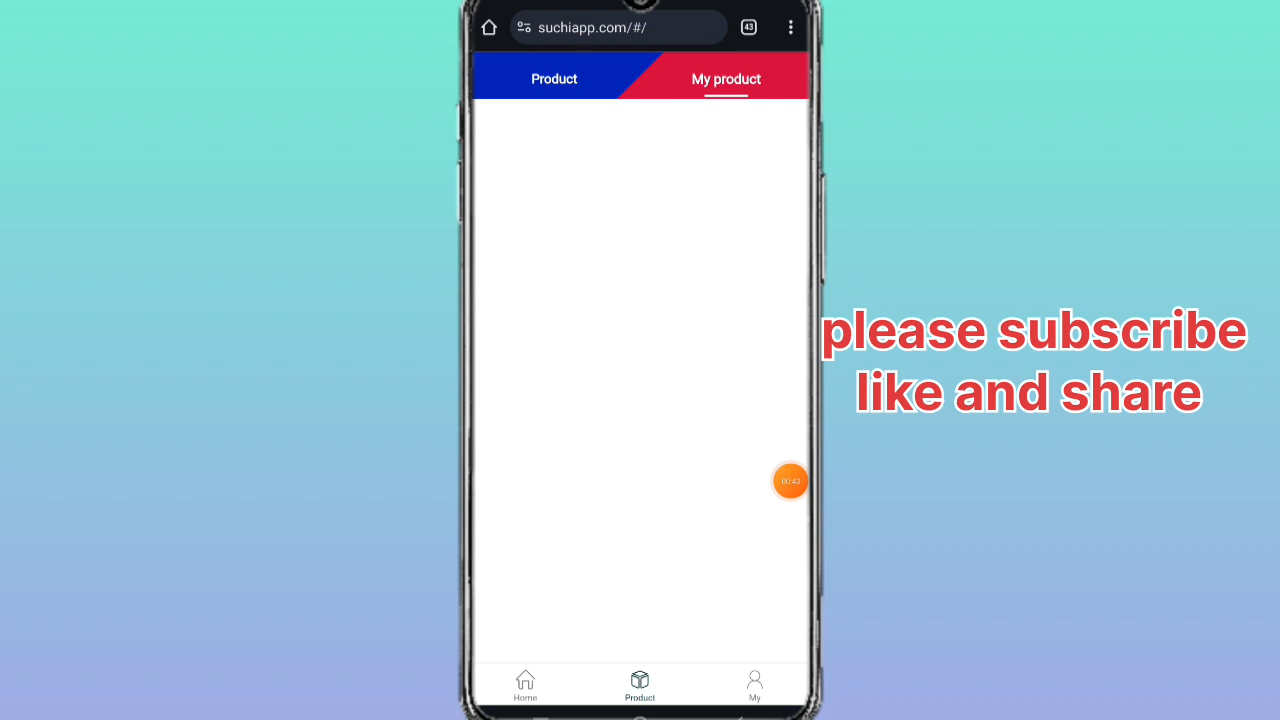 43
suchiapp.com/#/
Product
My product
please subscribe
like and share
00:43
Home
Product
My